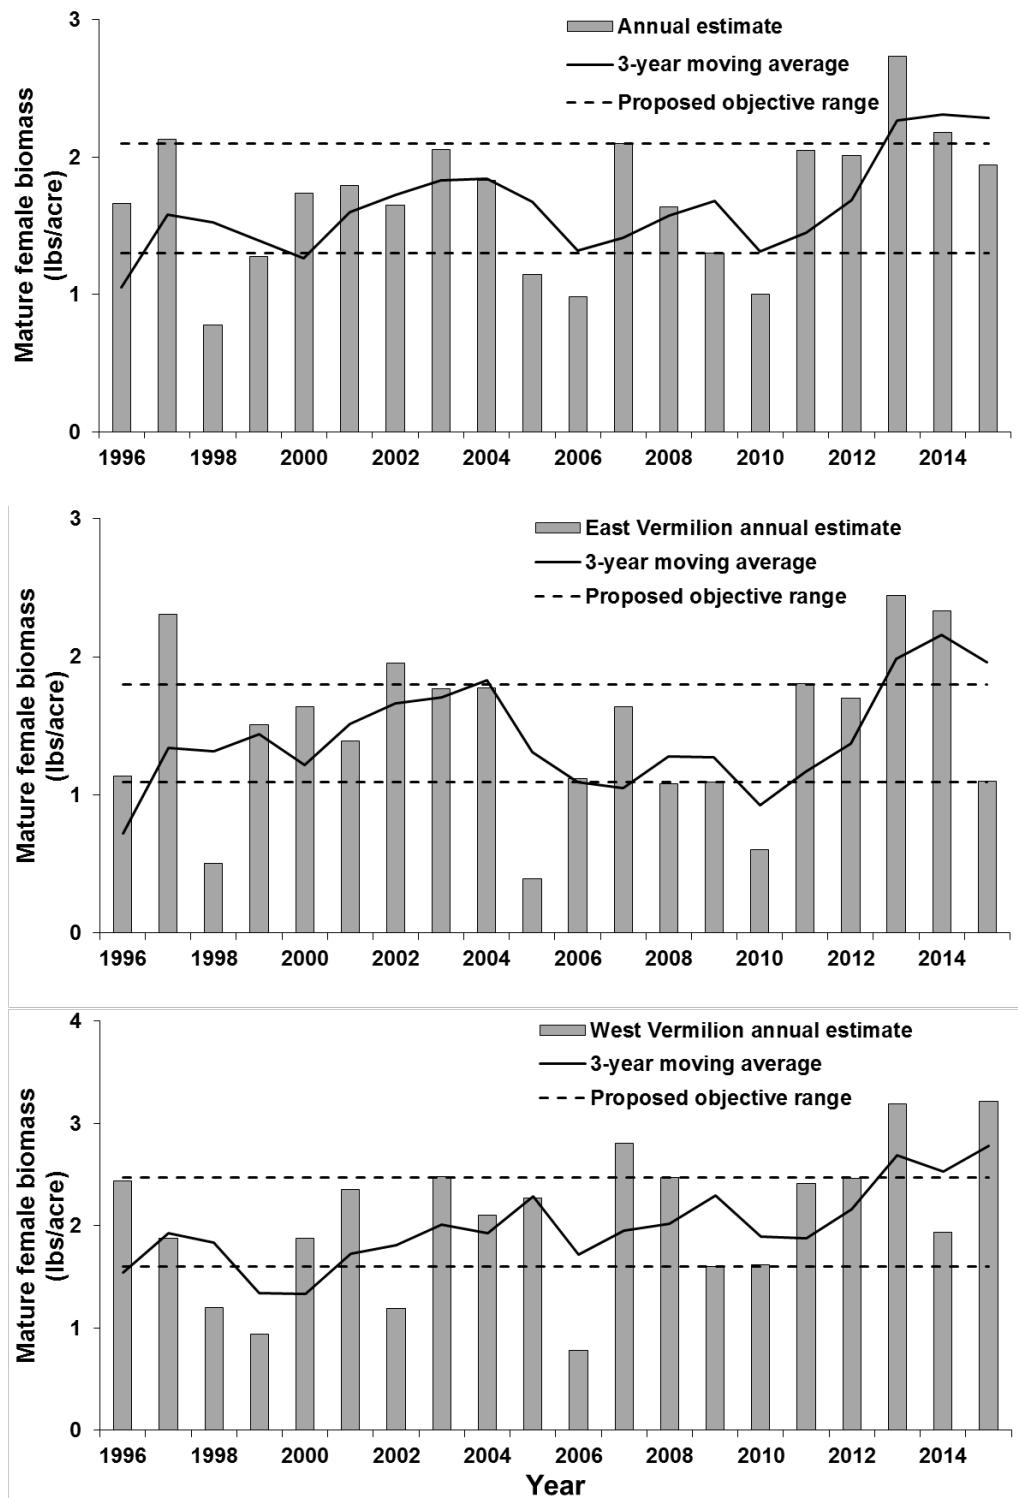 3
2
1
0
Mature female biomass
(lbs/acre)
Annual estimate
3-year moving average
Proposed objective range
1996 1998 2000 2002 2004 2006 2008 2010 2012 2014
3
2
1
0
Mature female biomass
(lbs/acre)
East Vermilion annual estimate
3-year moving average
Proposed objective range
1996 1998 2000 2002 2004 2006 2008 2010 2012 2014
4
3
2
1
0
Mature female biomass
(lbs/acre)
West Vermilion annual estimate
3-year moving average
Proposed objective range
1996 1998 2000 2002 2004 2006 2008 2010 2012 2014
Year